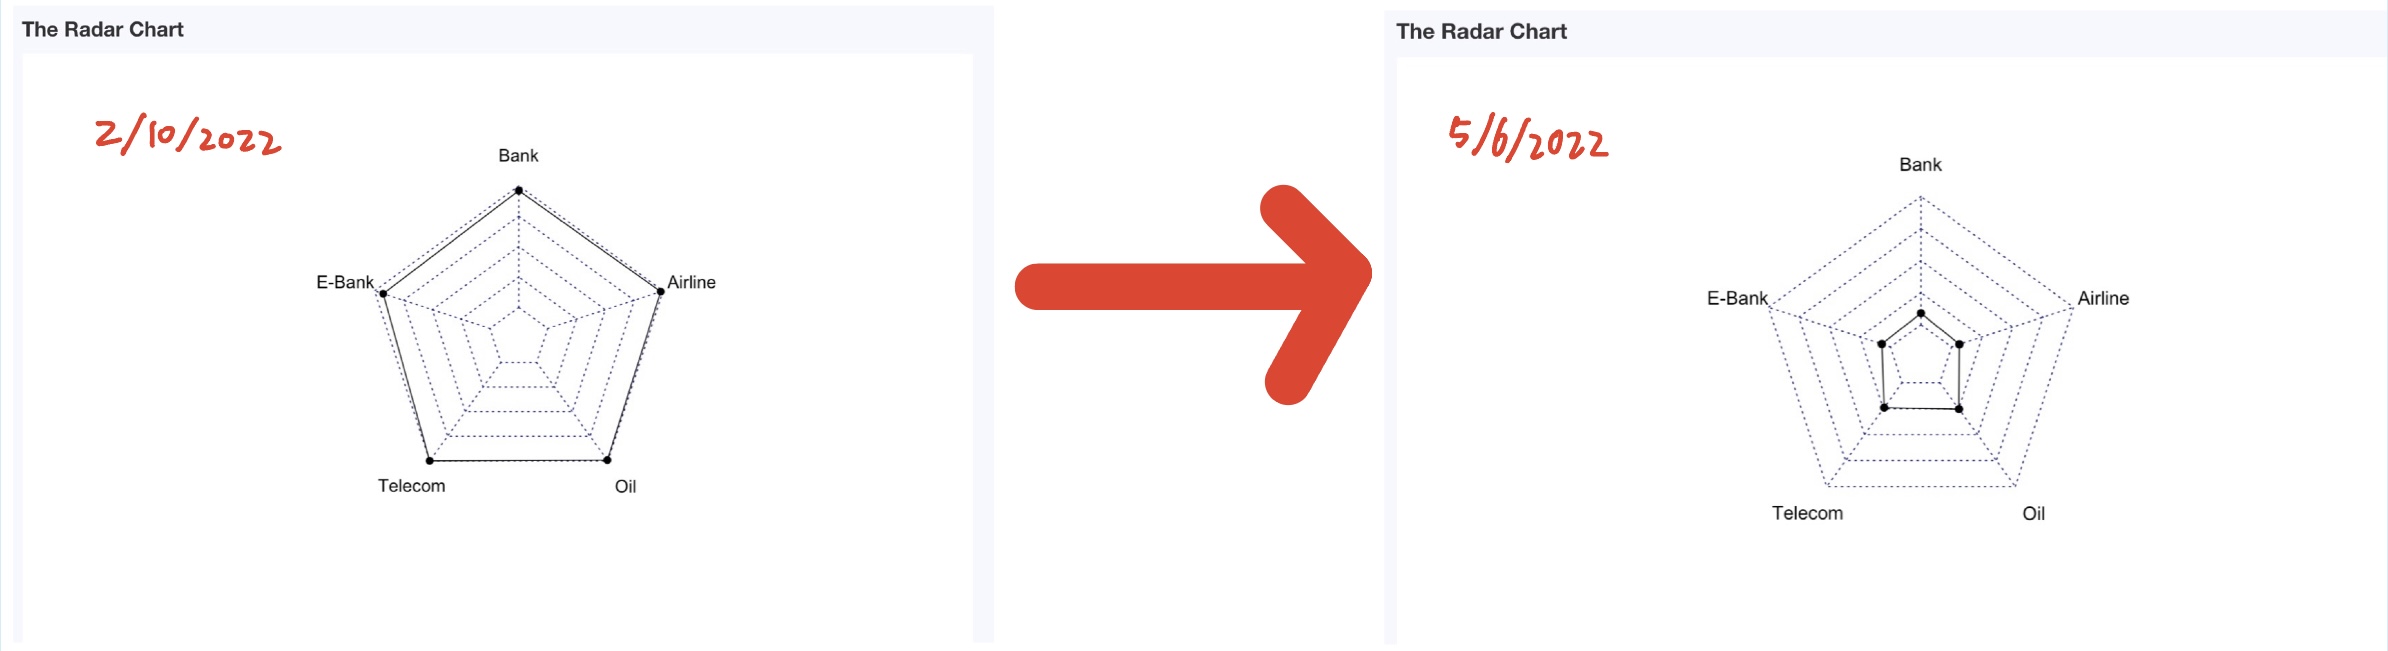 The Radar Chart
2/10/2022
Bank
E-Bank
Airline
Telecom
Oil
The Radar Chart
5/6/2022
Bank
E-Bank
Airline
Telecom
Oil